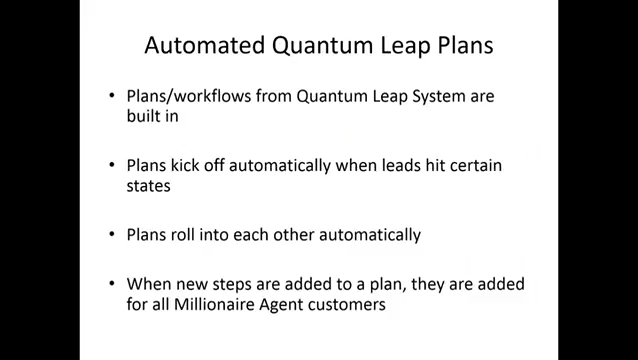 Automated Quantum Leap Plans
• Plans/workflows from Quantum Leap System are
built in
• Plans kick off automatically when leads hit certain
states
• Plans roll into each other automatically
• When new steps are added to a plan, they are added
for all Millionaire Agent customers